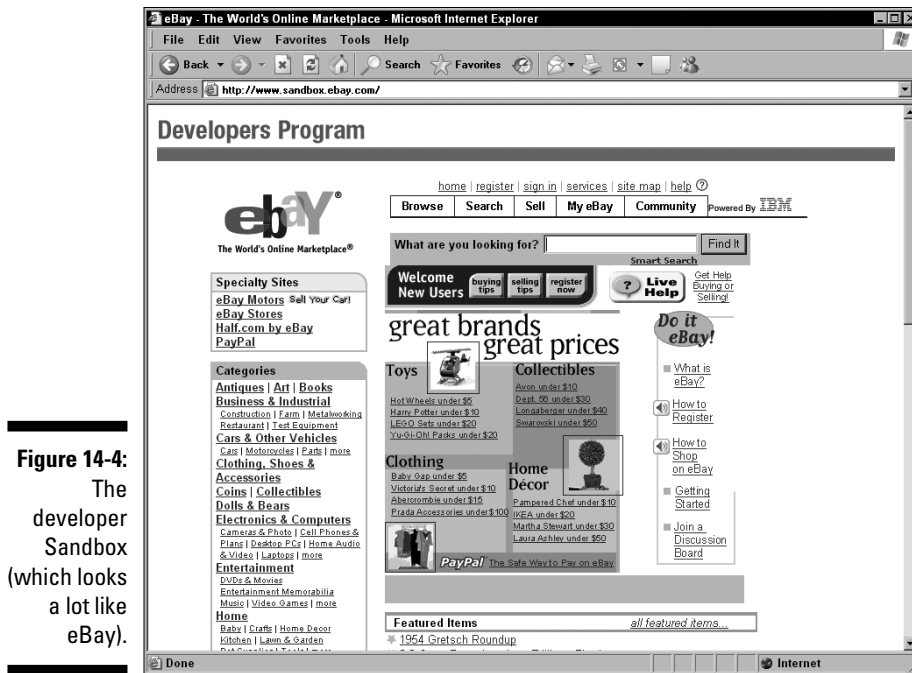 eBay - The World's Online Marketplace - Microsoft Internet Explorer
File Edit View Favorites Tools Help
Back Search Favorites
Address http://www.sandbox.ebay.com/
Developers Program
home | register | sign in | services | site map | help ?
ebaY®
The World's Online Marketplace®
Browse Search Sell My eBay Community Powered By IBM
What are you looking for? Find It
Smart Search
Welcome
New Users
buying
tips
selling
tips
register
now
? Live
Help
Get Help
Buying or
Selling!
Specialty Sites
eBay Motors Sell Your Car!
eBay Stores
Half.com by eBay
PayPal
Categories
Antiques | Art | Books
Business & Industrial
Construction | Farm | Metalworking
Restaurant | Test Equipment
Cars & Other Vehicles
Cars | Motorcycles | Parts | more
Clothing, Shoes &
Accessories
Coins | Collectibles
Dolls & Bears
Electronics & Computers
Cameras & Photo | Cell Phones &
Plans | Desktop PCs | Home Audio
& Video | Laptops | more
Entertainment
DVDs & Movies
Entertainment Memorabilia
Music | Video Games | more
Home
Baby | Crafts | Home Decor
Kitchen | Lawn & Garden
great brands
great prices
Toys
HotWheels under $5
Harry Potter under $10
LEGO Sets under $20
Yu-Gi-Oh! Packs under $20
Collectibles
Avon under $10
Dept. 56 under $30
Longaberger under $40
Swarovski under $50
Clothing
Baby Gap under $5
Victoria's Secret under $10
Abercrombie under $15
Prada Accessories under $100
Home
Décor
Pampered Chef under $10
IKEA under $20
Martha Stewart under $30
Laura Ashley under $50
PayPal The Safe Way to Pay on eBay
Do it
eBay!
What is
eBay?
How to
Register
How to
Shop
on eBay
Getting
Started
Join a
Discussion
Board
Featured Items all featured items...
1954 Gretsch Roundup
Done Internet
Figure 14-4:
The
developer
Sandbox
(which looks
a lot like
eBay).